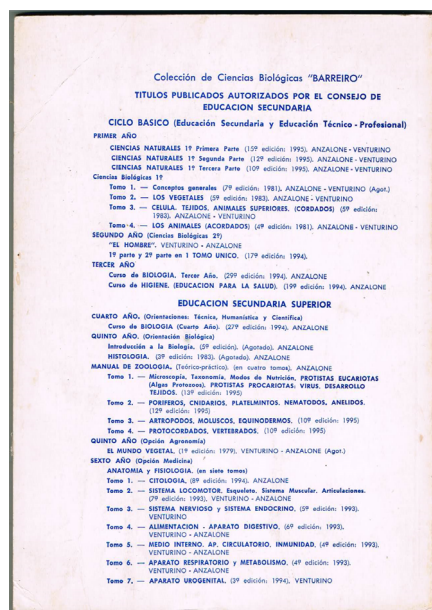 Colección de Ciencias Biológicas "BARREIRO"
TITULOS PUBLICADOS AUTORIZADOS POR EL CONSEJO DE
EDUCACION SECUNDARIA
CICLO BASICO (Educación Secundaria y Educación Técnico - Profesional)
PRIMER AÑO
CIENCIAS NATURALES 1º Primera Parte (15º edición: 1995). ANZALONE - VENTURINO
CIENCIAS NATURALES 1º Segunda Parte (12º edición: 1995). ANZALONE - VENTURINO
CIENCIAS NATURALES 1º Tercera Parte (10º edición: 1995). ANZALONE - VENTURINO
Ciencias Biológicas 1º
Tomo 1. — Conceptos generales (7º edición: 1981), ANZALONE - VENTURINO (Agot.)
Tomo 2. — LOS VEGETALES (5º edición: 1983). ANZALONE - VENTURINO
Tomo 3. — CELULA. TEJIDOS. ANIMALES SUPERIORES. (CORDADOS) (5º edición:
1983), ANZALONE - VENTURINO
Tomo 4. — LOS ANIMALES (ACORDADOS) (4º edición: 1981). ANZALONE - VENTURINO
SEGUNDO AÑO (Ciencias Biológicas 2º)
"EL HOMBRE". VENTURINO - ANZALONE
1º parte y 2º parte en 1 TOMO UNICO. (17º edición: 1994).
TERCER AÑO
Curso de BIOLOGIA, Tercer Año. (29º edición: 1994). ANZALONE
Curso de HIGIENE. (EDUCACION PARA LA SALUD). (19º edición: 1994). ANZALONE
EDUCACION SECUNDARIA SUPERIOR
CUARTO AÑO. (Orientaciones: Técnica, Humanística y Científica)
Curso de BIOLOGIA (Cuarto Año). (27º edición: 1994), ANZALONE
QUINTO AÑO. (Orientación Biológica)
Introducción a la Biología. (5º edición). (Agotado). ANZALONE
HISTOLOGIA. (3º edición: 1983). (Agotado). ANZALONE
MANUAL DE ZOOLOGIA. (Teórico-práctico). (en cuatro tomos), ANZALONE
Tomo 1. — Microscopía, Taxonomía, Modos de Nutrición, PROTISTAS EUCARIOTAS
(Algas Protozoos). PROTISTAS PROCARIOTAS: VIRUS. DESARROLLO
TEJIDOS. (13º edición: 1995)
Tomo 2. — PORIFEROS, CNIDARIOS, PLATELMINTOS. NEMATODOS, ANELIDOS.
(12º edición: 1995)
Tomo 3. — ARTROPODOS, MOLUSCOS, EQUINODERMOS, (10º edición: 1995)
Tomo 4. — PROTOCORDADOS, VERTEBRADOS. (10º edición: 1995)
QUINTO AÑO (Opción Agronomía)
EL MUNDO VEGETAL, (1º edición: 1979), VENTURINO - ANZALONE (Agot.)
SEXTO AÑO (Opción Medicina)
ANATOMIA y FISIOLOGIA. (en siete tomos)
Tomo 1. — CITOLOGIA, (8º edición: 1994), ANZALONE
Tomo 2. — SISTEMA LOCOMOTOR. Esqueleto. Sistema Muscular. Articulaciones.
(7º edición: 1993), VENTURINO - ANZALONE
Tomo 3. — SISTEMA NERVIOSO y SISTEMA ENDOCRINO, (5º edición: 1993).
VENTURINO
Tomo 4. — ALIMENTACION - APARATO DIGESTIVO, (6º edición: 1993),
VENTURINO - ANZALONE
Tomo 5. — MEDIO INTERNO. AP. CIRCULATORIO. INMUNIDAD, (4º edición: 1993),
VENTURINO - ANZALONE
Tomo 6. — APARATO RESPIRATORIO y METABOLISMO. (4º edición: 1993).
VENTURINO - ANZALONE
Tomo 7. — APARATO UROGENITAL, (3º edición: 1994), VENTURINO